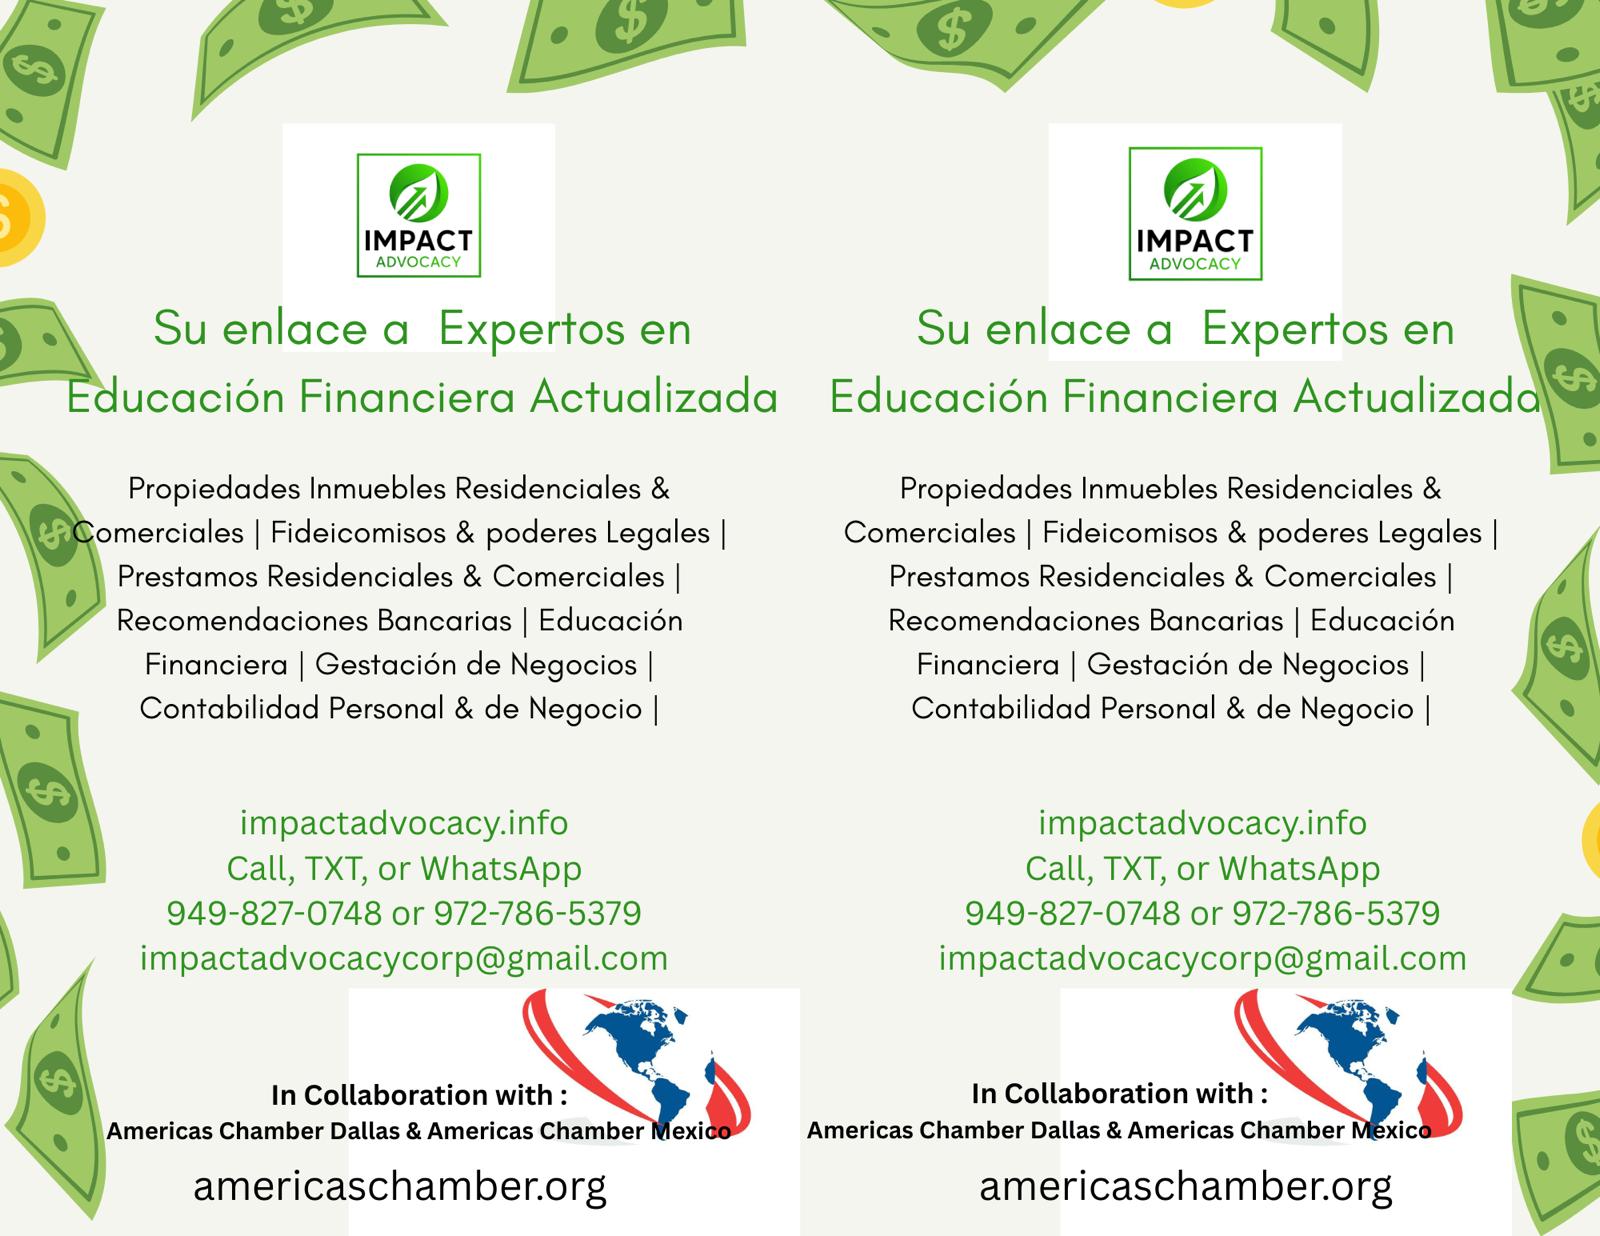 IMPACT
ADVOCACY
Su enlace a Expertos en
Educación Financiera Actualizada
Propiedades Inmuebles Residenciales &
Comerciales | Fideicomisos & poderes Legales |
Prestamos Residenciales & Comerciales |
Recomendaciones Bancarias | Educación
Financiera | Gestación de Negocios |
Contabilidad Personal & de Negocio |
impactadvocacy.info
Call, TXT, or WhatsApp
949-827-0748 or 972-786-5379
impactadvocacycorp@gmail.com
In Collaboration with :
Americas Chamber Dallas & Americas Chamber Mexico
americaschamber.org
IMPACT
ADVOCACY
Su enlace a Expertos en
Educación Financiera Actualizada
Propiedades Inmuebles Residenciales &
Comerciales | Fideicomisos & poderes Legales |
Prestamos Residenciales & Comerciales |
Recomendaciones Bancarias | Educación
Financiera | Gestación de Negocios |
Contabilidad Personal & de Negocio |
impactadvocacy.info
Call, TXT, or WhatsApp
949-827-0748 or 972-786-5379
impactadvocacycorp@gmail.com
In Collaboration with :
Americas Chamber Dallas & Americas Chamber Mexico
americaschamber.org